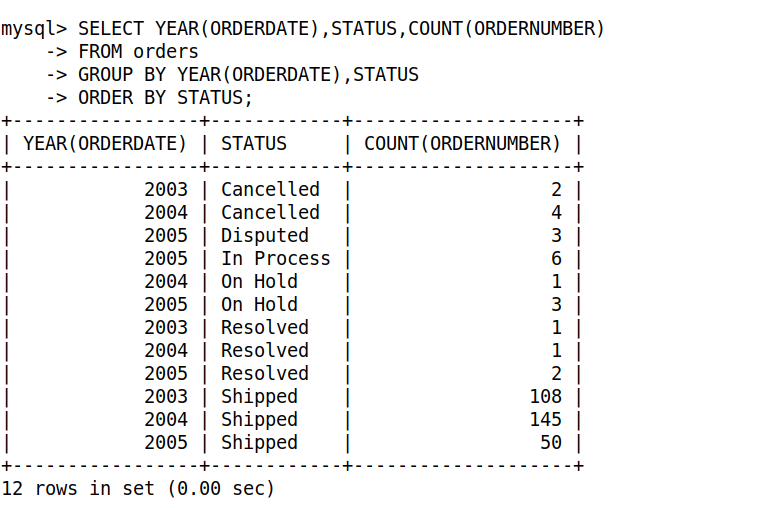 mysql> SELECT YEAR(ORDERDATE),STATUS,COUNT(ORDERNUMBER)
    -> FROM orders
    -> GROUP BY YEAR(ORDERDATE),STATUS
    -> ORDER BY STATUS;
+-----------------+------------+--------------------+
| YEAR(ORDERDATE) | STATUS     | COUNT(ORDERNUMBER) |
+-----------------+------------+--------------------+
|            2003 | Cancelled  |                  2 |
|            2004 | Cancelled  |                  4 |
|            2005 | Disputed   |                  3 |
|            2005 | In Process |                  6 |
|            2004 | On Hold    |                  1 |
|            2005 | On Hold    |                  3 |
|            2003 | Resolved   |                  1 |
|            2004 | Resolved   |                  1 |
|            2005 | Resolved   |                  2 |
|            2003 | Shipped    |                108 |
|            2004 | Shipped    |                145 |
|            2005 | Shipped    |                 50 |
+-----------------+------------+--------------------+
12 rows in set (0.00 sec)